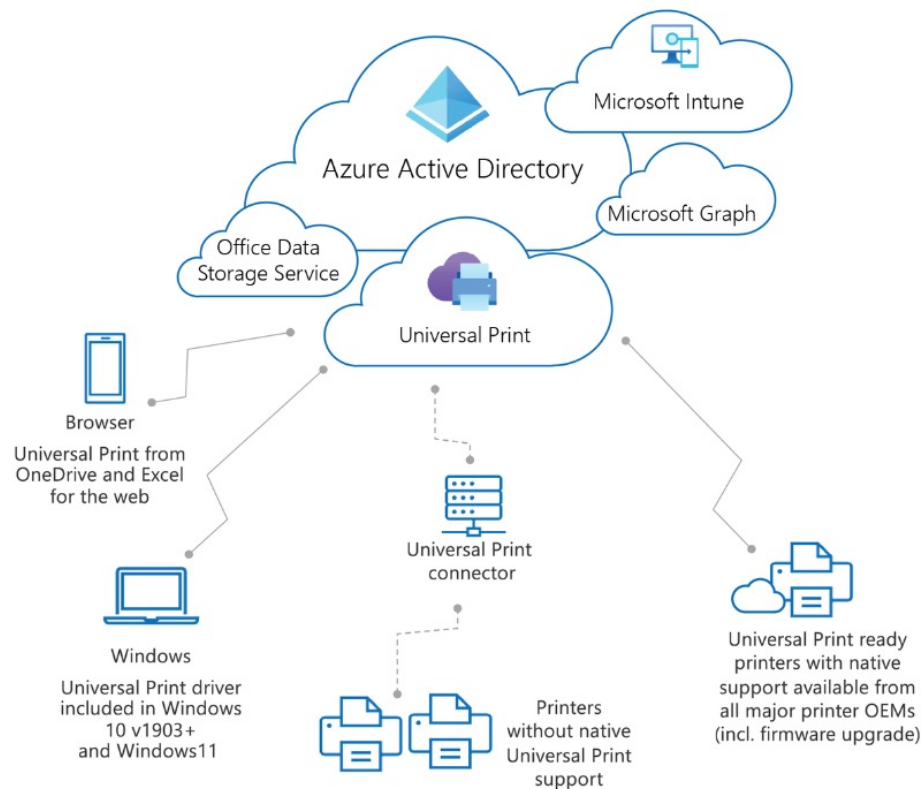 Microsoft Intune
Azure Active Directory
Microsoft Graph
Office Data
Storage Service
Universal Print
Browser
Universal Print from
OneDrive and Excel
for the web
Universal Print
connector
Windows
Universal Print driver
included in Windows
10 v1903+
and Windows11
Printers
without native
Universal Print
support
Universal Print ready
printers with native
support available from
all major printer OEMs
(incl. firmware upgrade)